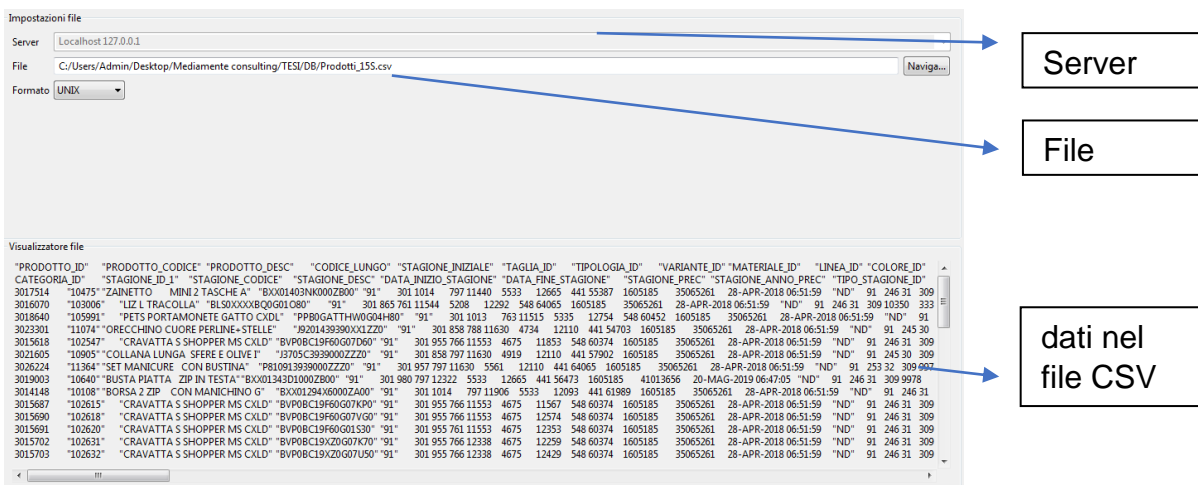 Impostazioni file
Server Localhost 127.0.0.1
File C:/Users/Admin/Desktop/Mediamente consulting/TESI/DB/Prodotti_15S.csv Naviga...
Formato UNIX
Server
File
dati nel
file CSV
Visualizzatore file
"PRODOTTO_ID" "PRODOTTO_CODICE" "PRODOTTO_DESC" "CODICE_LUNGO" "STAGIONE_INIZIALE" "TAGLIA_ID" "TIPOLOGIA_ID" "VARIANTE_ID" "MATERIALE_ID" "LINEA_ID" "COLORE_ID"
CATEGORIA_ID" "STAGIONE_ID_1" "STAGIONE_CODICE" "STAGIONE_DESC" "DATA_INIZIO_STAGIONE" "DATA_FINE_STAGIONE" "STAGIONE_PREC" "STAGIONE_ANNO_PREC" "TIPO_STAGIONE_ID"
3017514 "10475" "ZAINETTO MINI 2 TASCHE A" "BXX01403NK000ZB00" "91" 301 1014 797 11440 5533 12665 441 55387 1605185 35065261 28-APR-2018 06:51:59 "ND" 91 246 31 309
3016070 "103006" "LIZ L TRACOLLA" "BLS0XXXXBQ0G01O80" "91" 301 865 761 11544 5208 12292 548 64065 1605185 35065261 28-APR-2018 06:51:59 "ND" 91 246 31 309 10350 333
3018640 "105991" "PETS PORTAMONETE GATTO CXDL" "PPB0GATTHW0G04H80" "91" 301 1013 763 11515 5335 12754 548 60452 1605185 35065261 28-APR-2018 06:51:59 "ND" 91
3023301 "11074" "ORECCHINO CUORE PERLINE+STELLE" "J9201439390XX1ZZ0" "91" 301 858 788 11630 4734 12110 441 54703 1605185 35065261 28-APR-2018 06:51:59 "ND" 91 245 30
3015618 "102547" "CRAVATTA S SHOPPER MS CXLD" "BVP0BC19F60G07D60" "91" 301 955 766 11553 4675 11853 548 60374 1605185 35065261 28-APR-2018 06:51:59 "ND" 91 246 31 309
3021605 "10905" "COLLANA LUNGA SFERE E OLIVE I" "J3705C3939000ZZZ0" "91" 301 858 797 11630 4919 12110 441 57902 1605185 35065261 28-APR-2018 06:51:59 "ND" 91 245 30 309
3026224 "11364" "SET MANICURE CON BUSTINA" "P810913939000ZZZ0" "91" 301 957 797 11630 5561 12110 441 64065 1605185 35065261 28-APR-2018 06:51:59 "ND" 91 253 32 309 997
3019003 "10640" "BUSTA PIATTA ZIP IN TESTA" "BXX01343D1000ZB00" "91" 301 980 797 12322 5533 12665 441 56473 1605185 41013656 20-MAG-2019 06:47:05 "ND" 91 246 31 309 9978
3014148 "10108" "BORSA 2 ZIP CON MANICHINO G" "BXX01294X6000ZA00" "91" 301 1014 797 11906 5533 12093 441 61989 1605185 35065261 28-APR-2018 06:51:59 "ND" 91 246 31
3015687 "102615" "CRAVATTA S SHOPPER MS CXLD" "BVP0BC19F60G07KP0" "91" 301 955 766 11553 4675 11567 548 60374 1605185 35065261 28-APR-2018 06:51:59 "ND" 91 246 31 309
3015690 "102618" "CRAVATTA S SHOPPER MS CXLD" "BVP0BC19F60G07VG0" "91" 301 955 766 11553 4675 12574 548 60374 1605185 35065261 28-APR-2018 06:51:59 "ND" 91 246 31 309
3015691 "102620" "CRAVATTA S SHOPPER MS CXLD" "BVP0BC19F60G01S30" "91" 301 955 761 11553 4675 12353 548 60374 1605185 35065261 28-APR-2018 06:51:59 "ND" 91 246 31 309
3015702 "102631" "CRAVATTA S SHOPPER MS CXLD" "BVP0BC19XZ0G07K70" "91" 301 955 766 12338 4675 12259 548 60374 1605185 35065261 28-APR-2018 06:51:59 "ND" 91 246 31 309
3015703 "102632" "CRAVATTA S SHOPPER MS CXLD" "BVP0BC19XZ0G07U50" "91" 301 955 766 12338 4675 12429 548 60374 1605185 35065261 28-APR-2018 06:51:59 "ND" 91 246 31 309